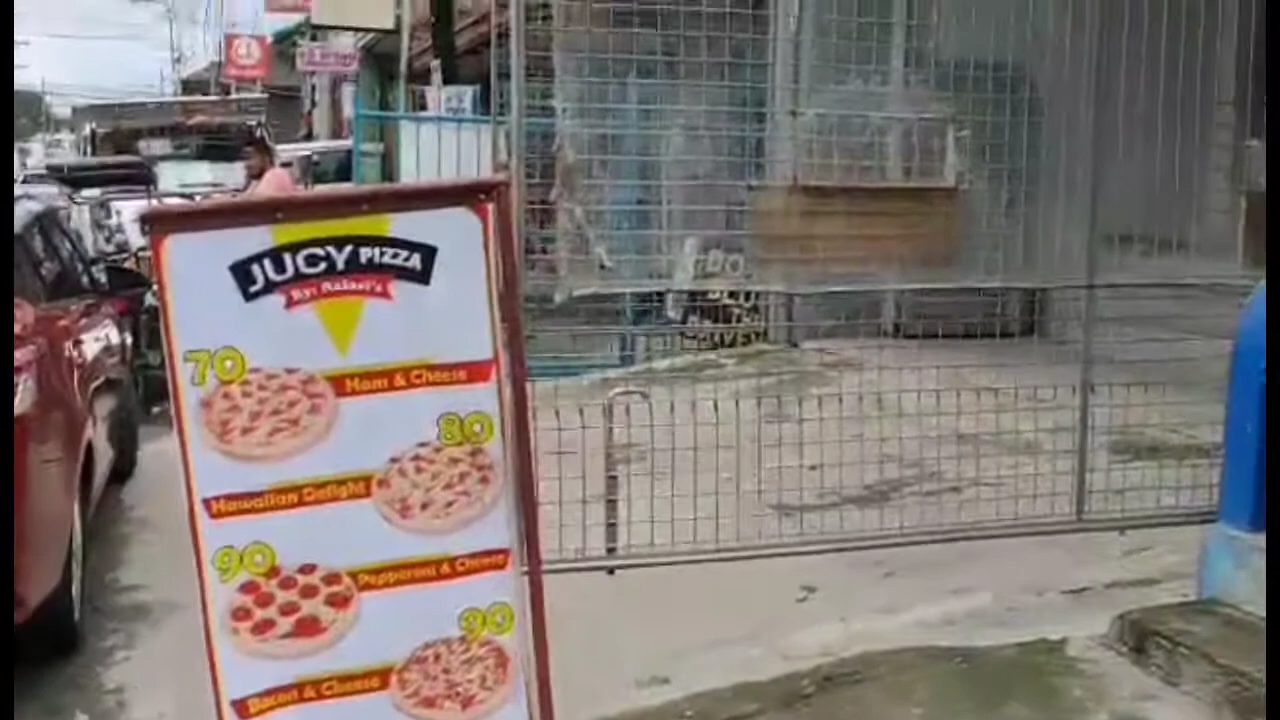 JUCY PIZZA
70
Ham & Cheese
80
Hawaiian Delight
90
Pepperoni & Cheese
90
Bacon & Cheese